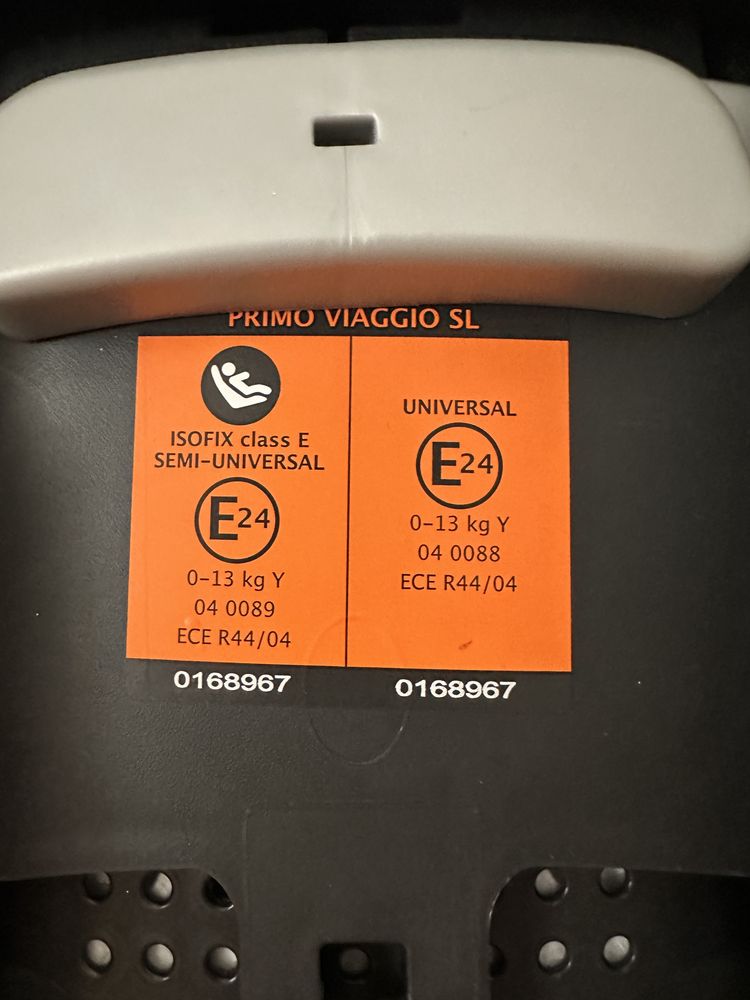 PRIMO VIAGGIO SL
ISOFIX class E
SEMI-UNIVERSAL
E24
0-13 kg Y
04 0089
ECE R44/04
0168967
UNIVERSAL
E24
0-13 kg Y
04 0088
ECE R44/04
0168967